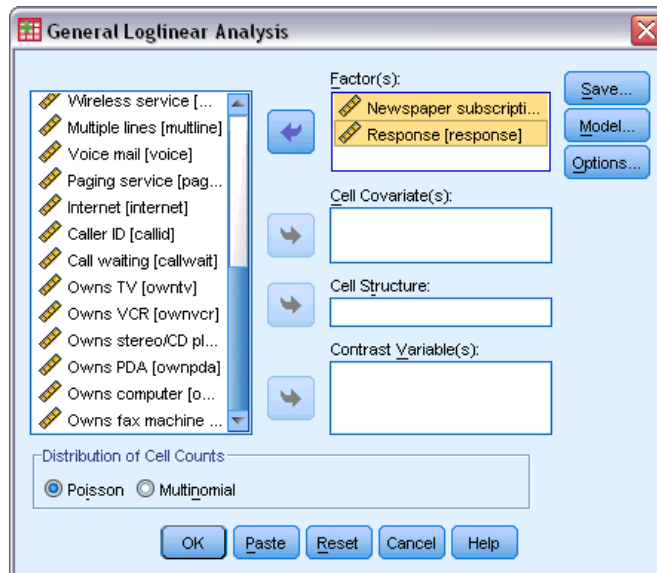 General Loglinear Analysis
Wireless service [...
Multiple lines [multline]
Voice mail [voice]
Paging service [pag...
Internet [internet]
Caller ID [callid]
Call waiting [callwait]
Owns TV [owntv]
Owns VCR [ownvcr]
Owns stereo/CD pl...
Owns PDA [ownpda]
Owns computer [o...
Owns fax machine ...
Factor(s):
Newspaper subscripti...
Response [response]
Cell Covariate(s):
Cell Structure:
Contrast Variable(s):
Save...
Model...
Options...
Distribution of Cell Counts
Poisson
Multinomial
OK
Paste
Reset
Cancel
Help